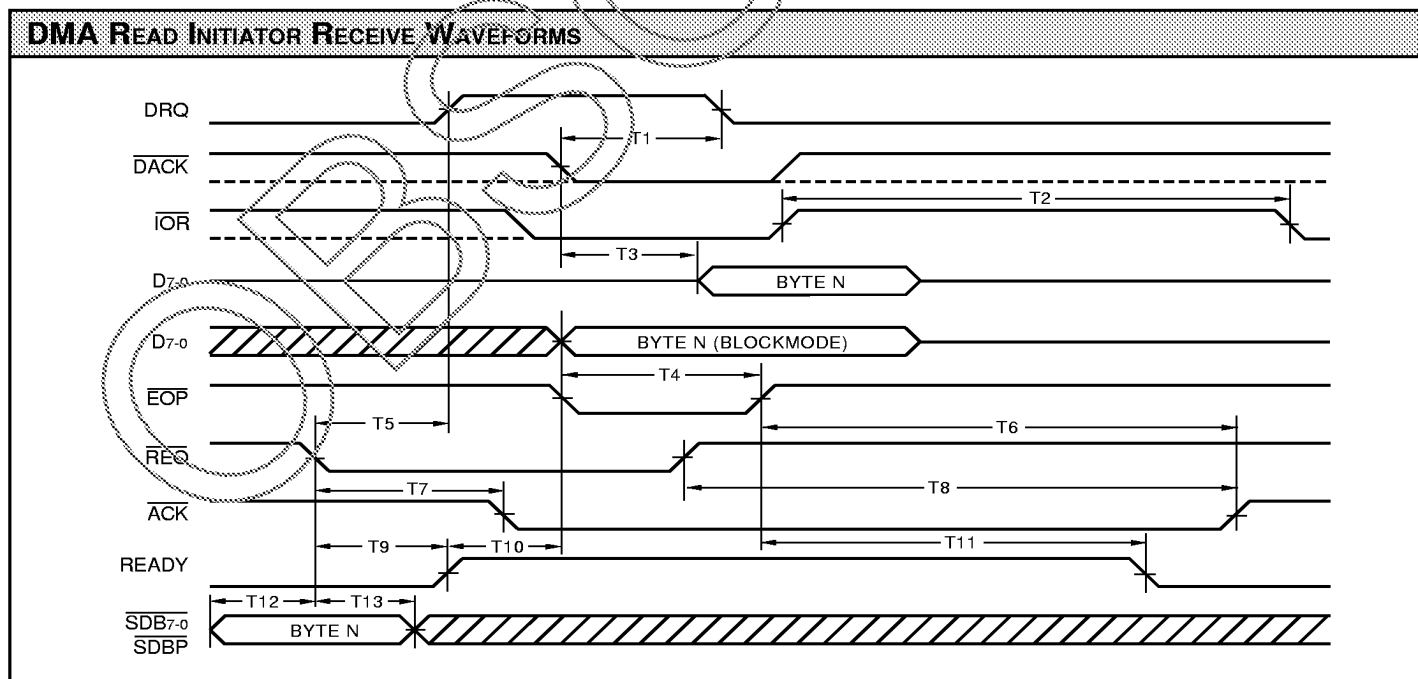 DMA READ INITIATOR RECEIVE WAVEFORMS
DRQ
T1
DACK
T2
IOR
T3
D7-0
BYTE N
D7-0
BYTE N (BLOCKMODE)
T4
EOP
T5
T6
REQ
T7
T8
ACK
T9
T10
T11
READY
T12
T13
SDB7-0
BYTE N
SDBP